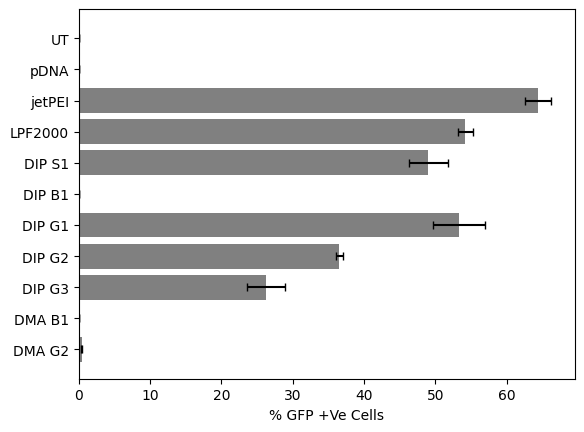 UT
pDNA
jetPEI
LPF2000
DIP S1
DIP B1
DIP G1
DIP G2
DIP G3
DMA B1
DMA G2
0 10 20 30 40 50 60
% GFP +Ve Cells